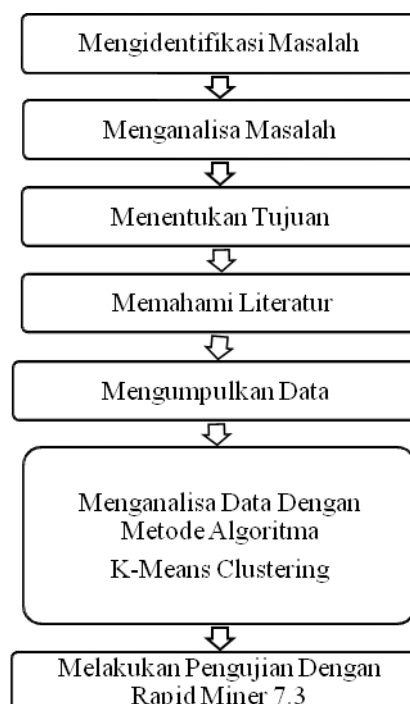 Mengidentifikasi Masalah
Menganalisa Masalah
Menentukan Tujuan
Memahami Literatur
Mengumpulkan Data
Menganalisa Data Dengan
Metode Algoritma
K-Means Clustering
Melakukan Pengujian Dengan
Rapid Miner 7.3